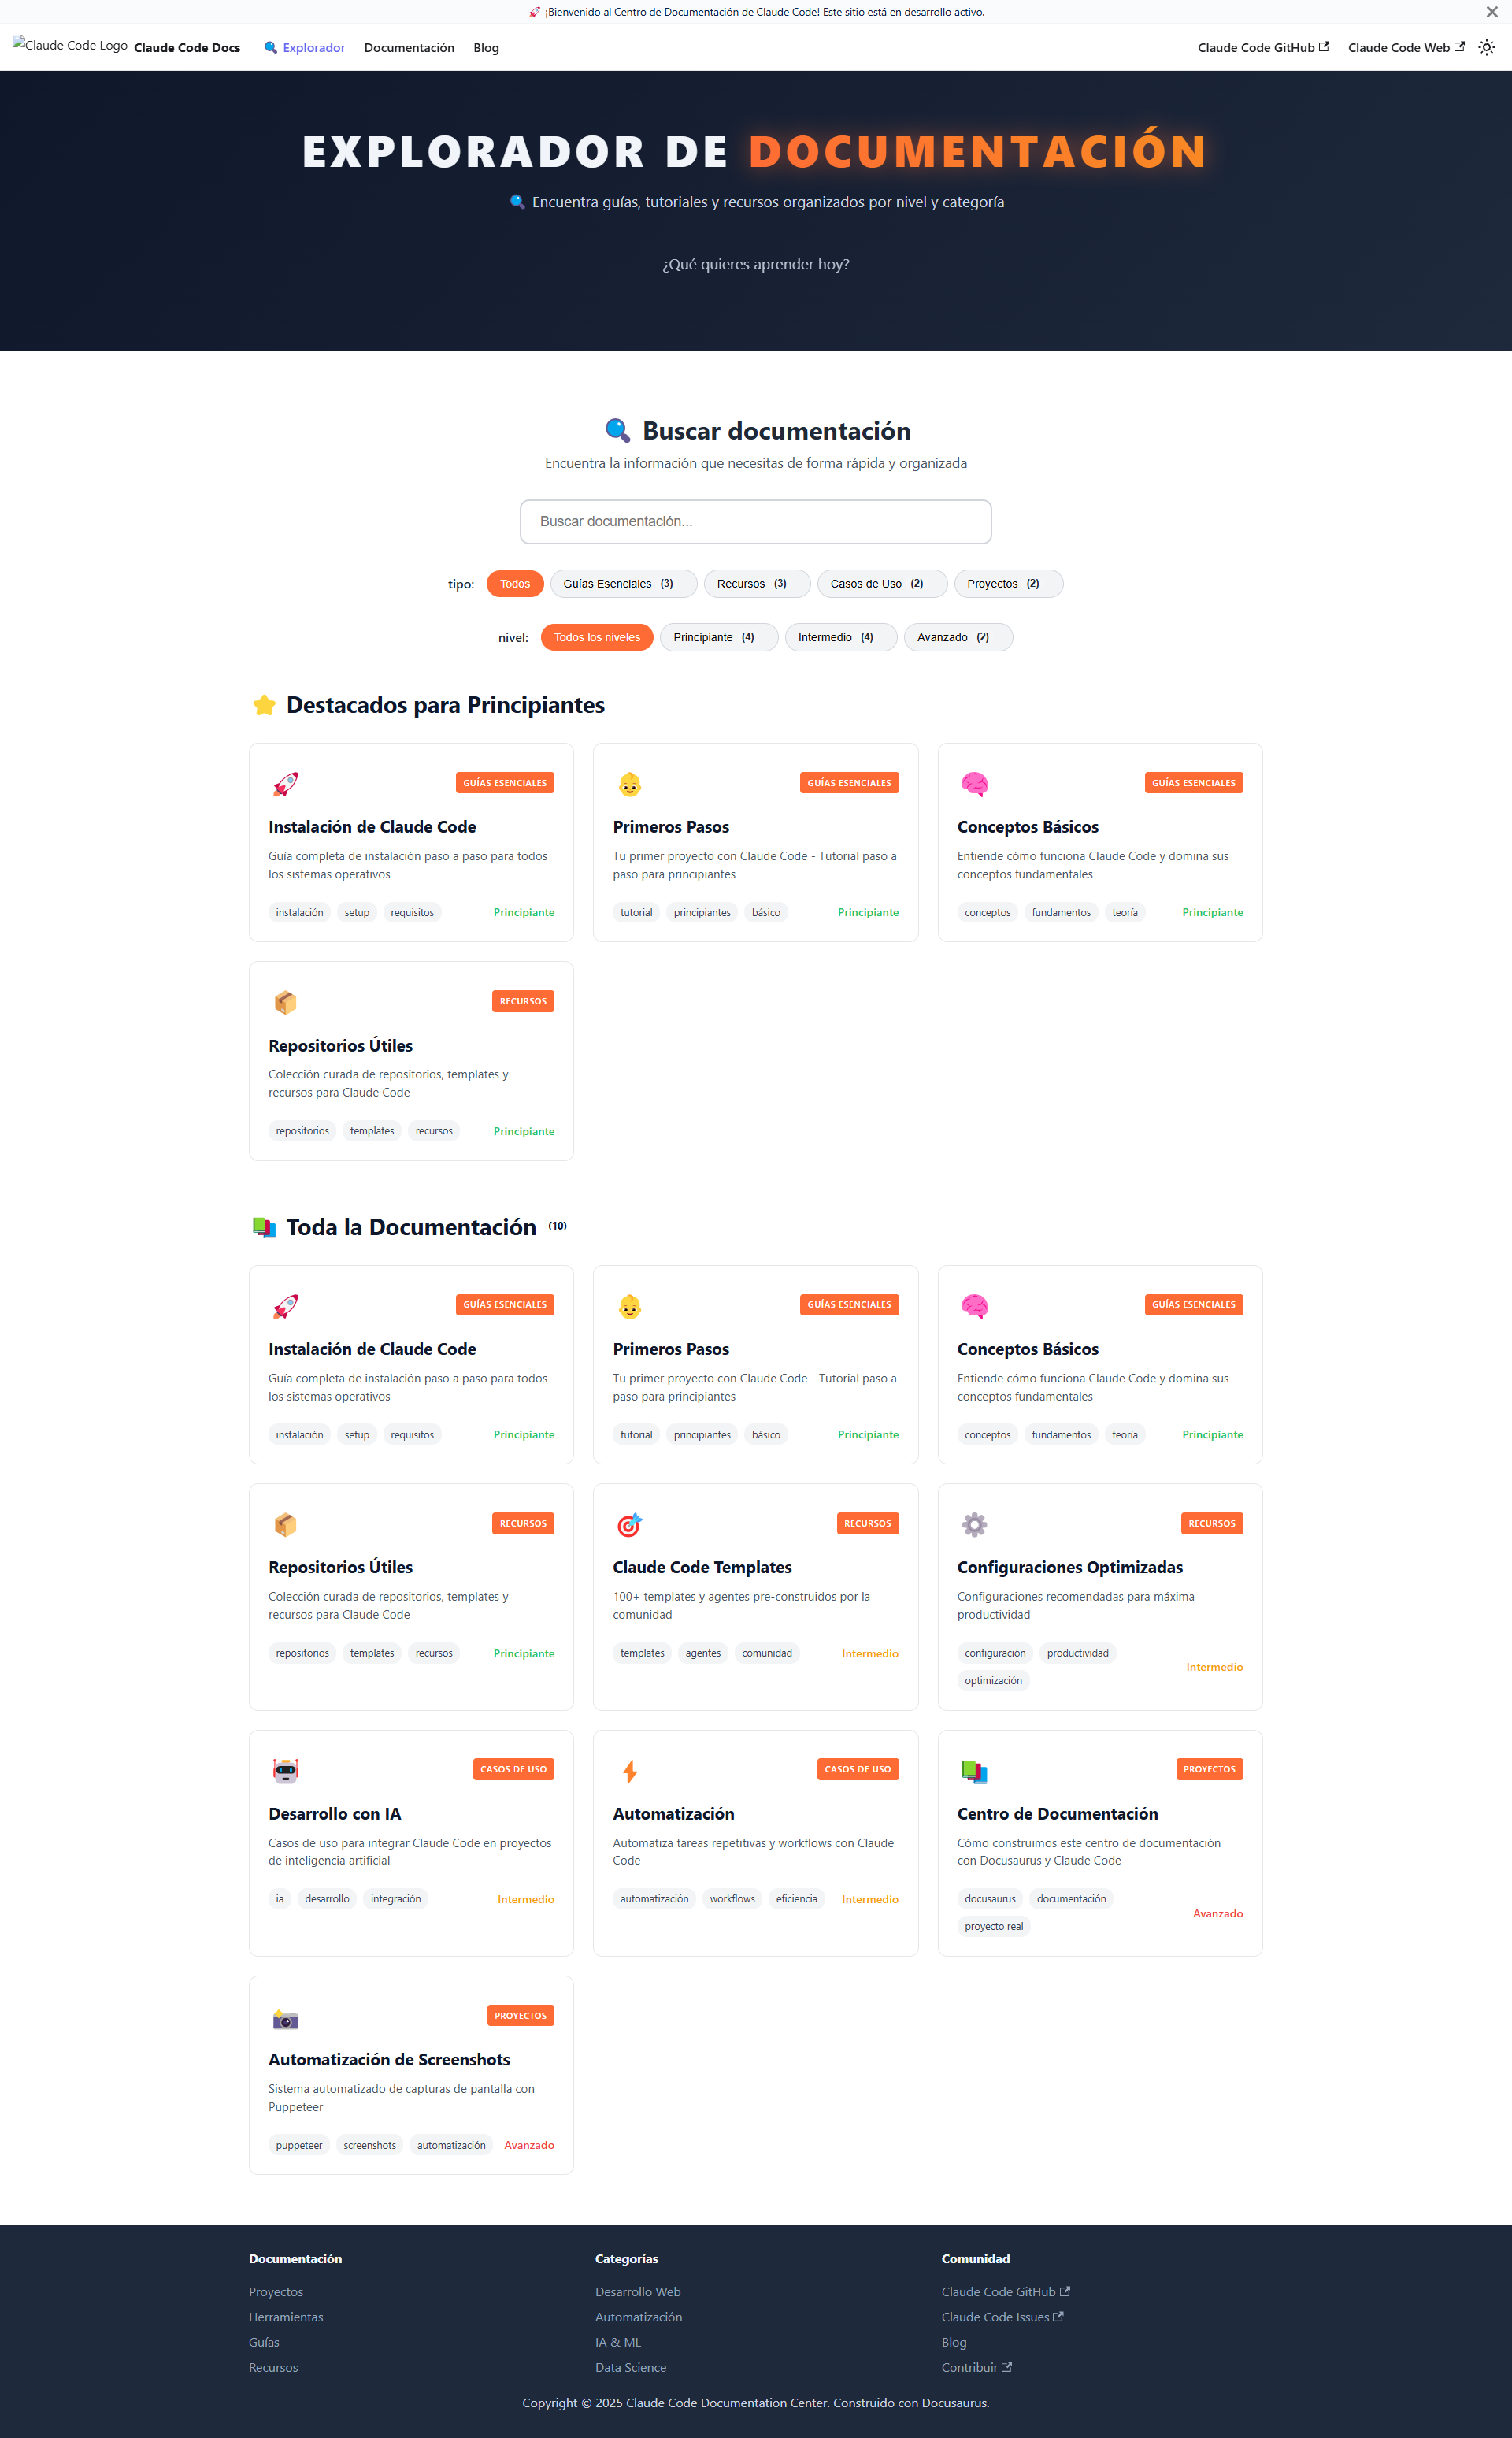 🚀 ¡Bienvenido al Centro de Documentación de Claude Code! Este sitio está en desarrollo activo.
Claude Code Logo Claude Code Docs 🔍 Explorador Documentación Blog Claude Code GitHub Claude Code Web
EXPLORADOR DE DOCUMENTACIÓN
🔍 Encuentra guías, tutoriales y recursos organizados por nivel y categoría
¿Qué quieres aprender hoy?
🔍 Buscar documentación
Encuentra la información que necesitas de forma rápida y organizada
Buscar documentación...
tipo: Todos Guías Esenciales (3) Recursos (3) Casos de Uso (2) Proyectos (2)
nivel: Todos los niveles Principiante (4) Intermedio (4) Avanzado (2)
⭐ Destacados para Principiantes
GUÍAS ESENCIALES
Instalación de Claude Code
Guía completa de instalación paso a paso para todos
los sistemas operativos
instalación setup requisitos Principiante
GUÍAS ESENCIALES
Primeros Pasos
Tu primer proyecto con Claude Code - Tutorial paso a
paso para principiantes
tutorial principiantes básico Principiante
GUÍAS ESENCIALES
Conceptos Básicos
Entiende cómo funciona Claude Code y domina sus
conceptos fundamentales
conceptos fundamentos teoría Principiante
RECURSOS
Repositorios Útiles
Colección curada de repositorios, templates y
recursos para Claude Code
repositorios templates recursos Principiante
📚 Toda la Documentación (10)
GUÍAS ESENCIALES
Instalación de Claude Code
Guía completa de instalación paso a paso para todos
los sistemas operativos
instalación setup requisitos Principiante
GUÍAS ESENCIALES
Primeros Pasos
Tu primer proyecto con Claude Code - Tutorial paso a
paso para principiantes
tutorial principiantes básico Principiante
GUÍAS ESENCIALES
Conceptos Básicos
Entiende cómo funciona Claude Code y domina sus
conceptos fundamentales
conceptos fundamentos teoría Principiante
RECURSOS
Repositorios Útiles
Colección curada de repositorios, templates y
recursos para Claude Code
repositorios templates recursos Principiante
RECURSOS
Claude Code Templates
100+ templates y agentes pre-construidos por la
comunidad
templates agentes comunidad Intermedio
RECURSOS
Configuraciones Optimizadas
Configuraciones recomendadas para máxima
productividad
configuración productividad
optimización Intermedio
CASOS DE USO
Desarrollo con IA
Casos de uso para integrar Claude Code en proyectos
de inteligencia artificial
ia desarrollo integración Intermedio
CASOS DE USO
Automatización
Automatiza tareas repetitivas y workflows con Claude
Code
automatización workflows eficiencia Intermedio
PROYECTOS
Centro de Documentación
Cómo construimos este centro de documentación
con Docusaurus y Claude Code
docusaurus documentación
proyecto real Avanzado
PROYECTOS
Automatización de Screenshots
Sistema automatizado de capturas de pantalla con
Puppeteer
puppeteer screenshots automatización Avanzado
Documentación
Proyectos
Herramientas
Guías
Recursos
Categorías
Desarrollo Web
Automatización
IA & ML
Data Science
Comunidad
Claude Code GitHub
Claude Code Issues
Blog
Contribuir
Copyright © 2025 Claude Code Documentation Center. Construido con Docusaurus.